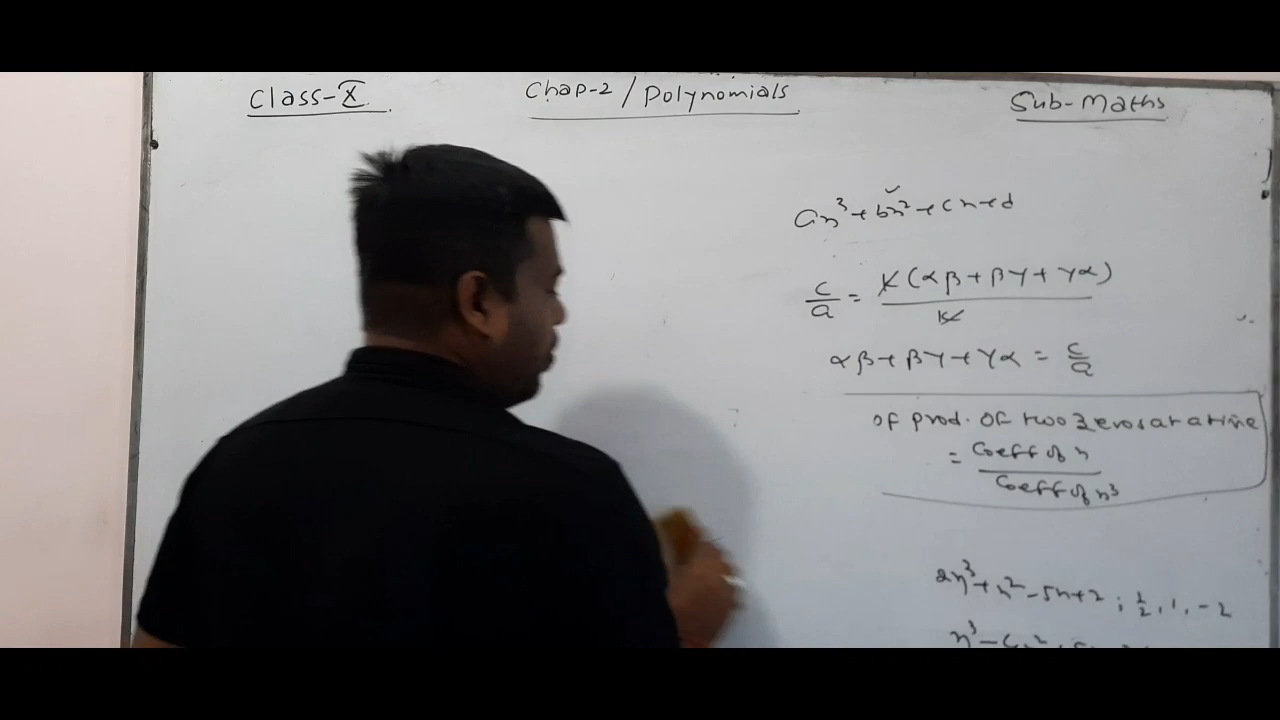 Class-X
Chap-2 / Polynomials
Sub-Maths
ax³+bx²+cx+d
c/a = K(αβ+βγ+γα)/K
αβ+βγ+γα = c/a
of prod. of two zeros at a time
= Coeff of x
Coeff of x³
2x³+x²-5x+2 ; 1/2, 1, -2
x³-